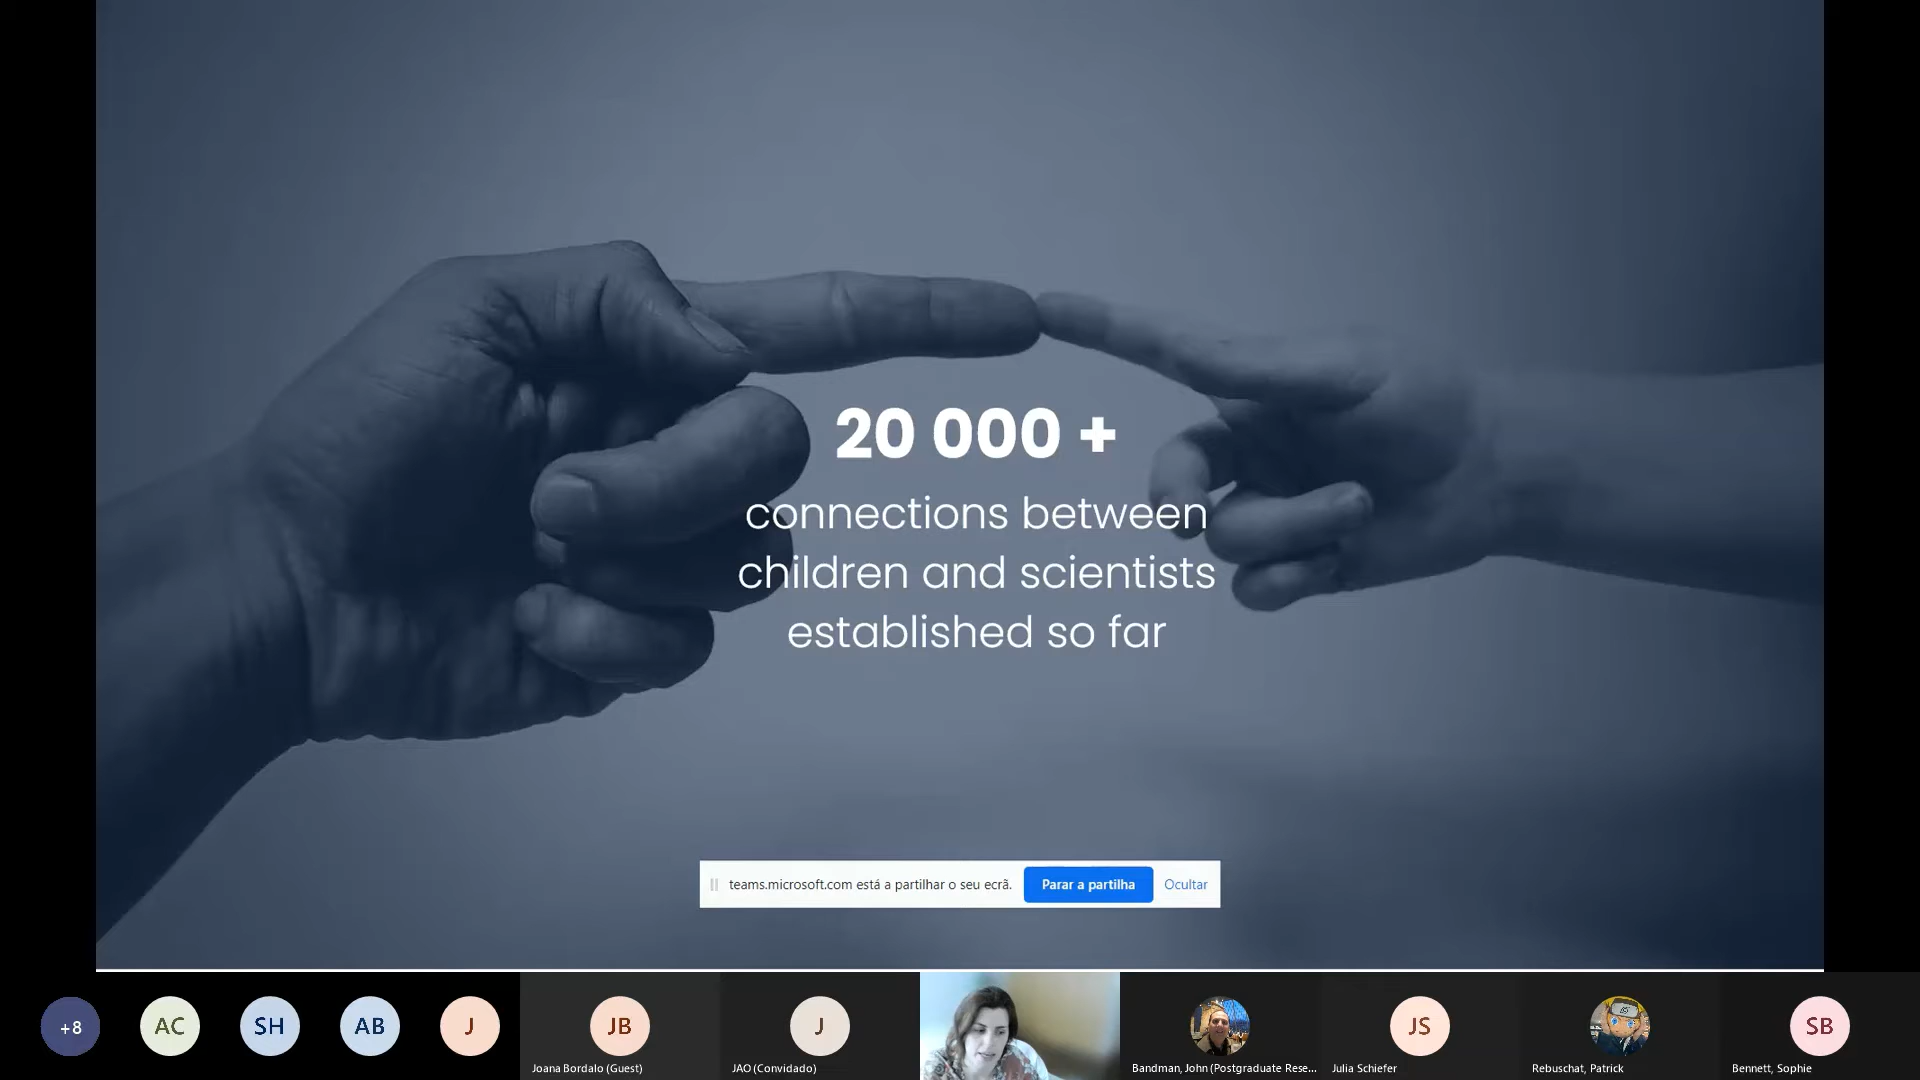 20 000 +
connections between
children and scientists
established so far
teams.microsoft.com está a partilhar o seu ecrã.
Parar a partilha
Ocultar
+8
AC
SH
AB
J
JB
J
JS
SB
Joana Bordalo (Guest)
JAO (Convidado)
Bandman, John (Postgraduate Rese...
Julia Schiefer
Rebuschat, Patrick
Bennett, Sophie